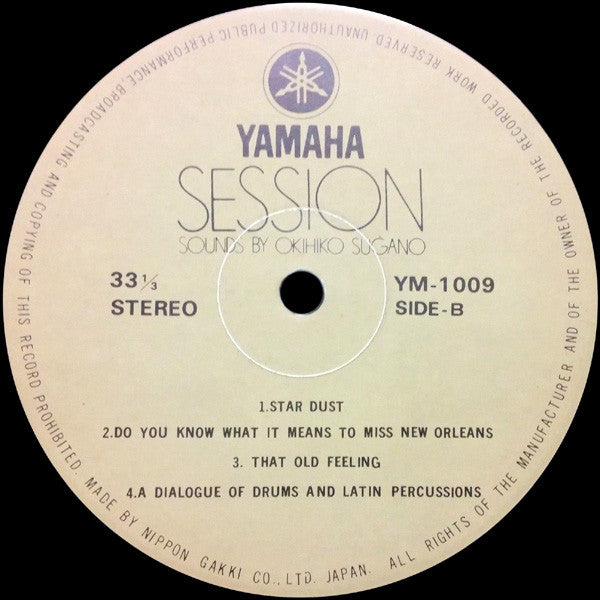 YAMAHA
SESSION
SOUNDS BY OKIHIKO SUGANO
33 1/3
STEREO
YM-1009
SIDE-B
1.STAR DUST
2.DO YOU KNOW WHAT IT MEANS TO MISS NEW ORLEANS
3. THAT OLD FEELING
4.A DIALOGUE OF DRUMS AND LATIN PERCUSSIONS
MADE BY NIPPON GAKKI CO.,LTD. JAPAN. ALL RIGHTS OF THE MANUFACTURER AND OF THE OWNER OF THE RECORDED WORK RESERVED UNAUTHORIZED PUBLIC PERFORMANCE, BROADCASTING AND COPYING OF THIS RECORD PROHIBITED.